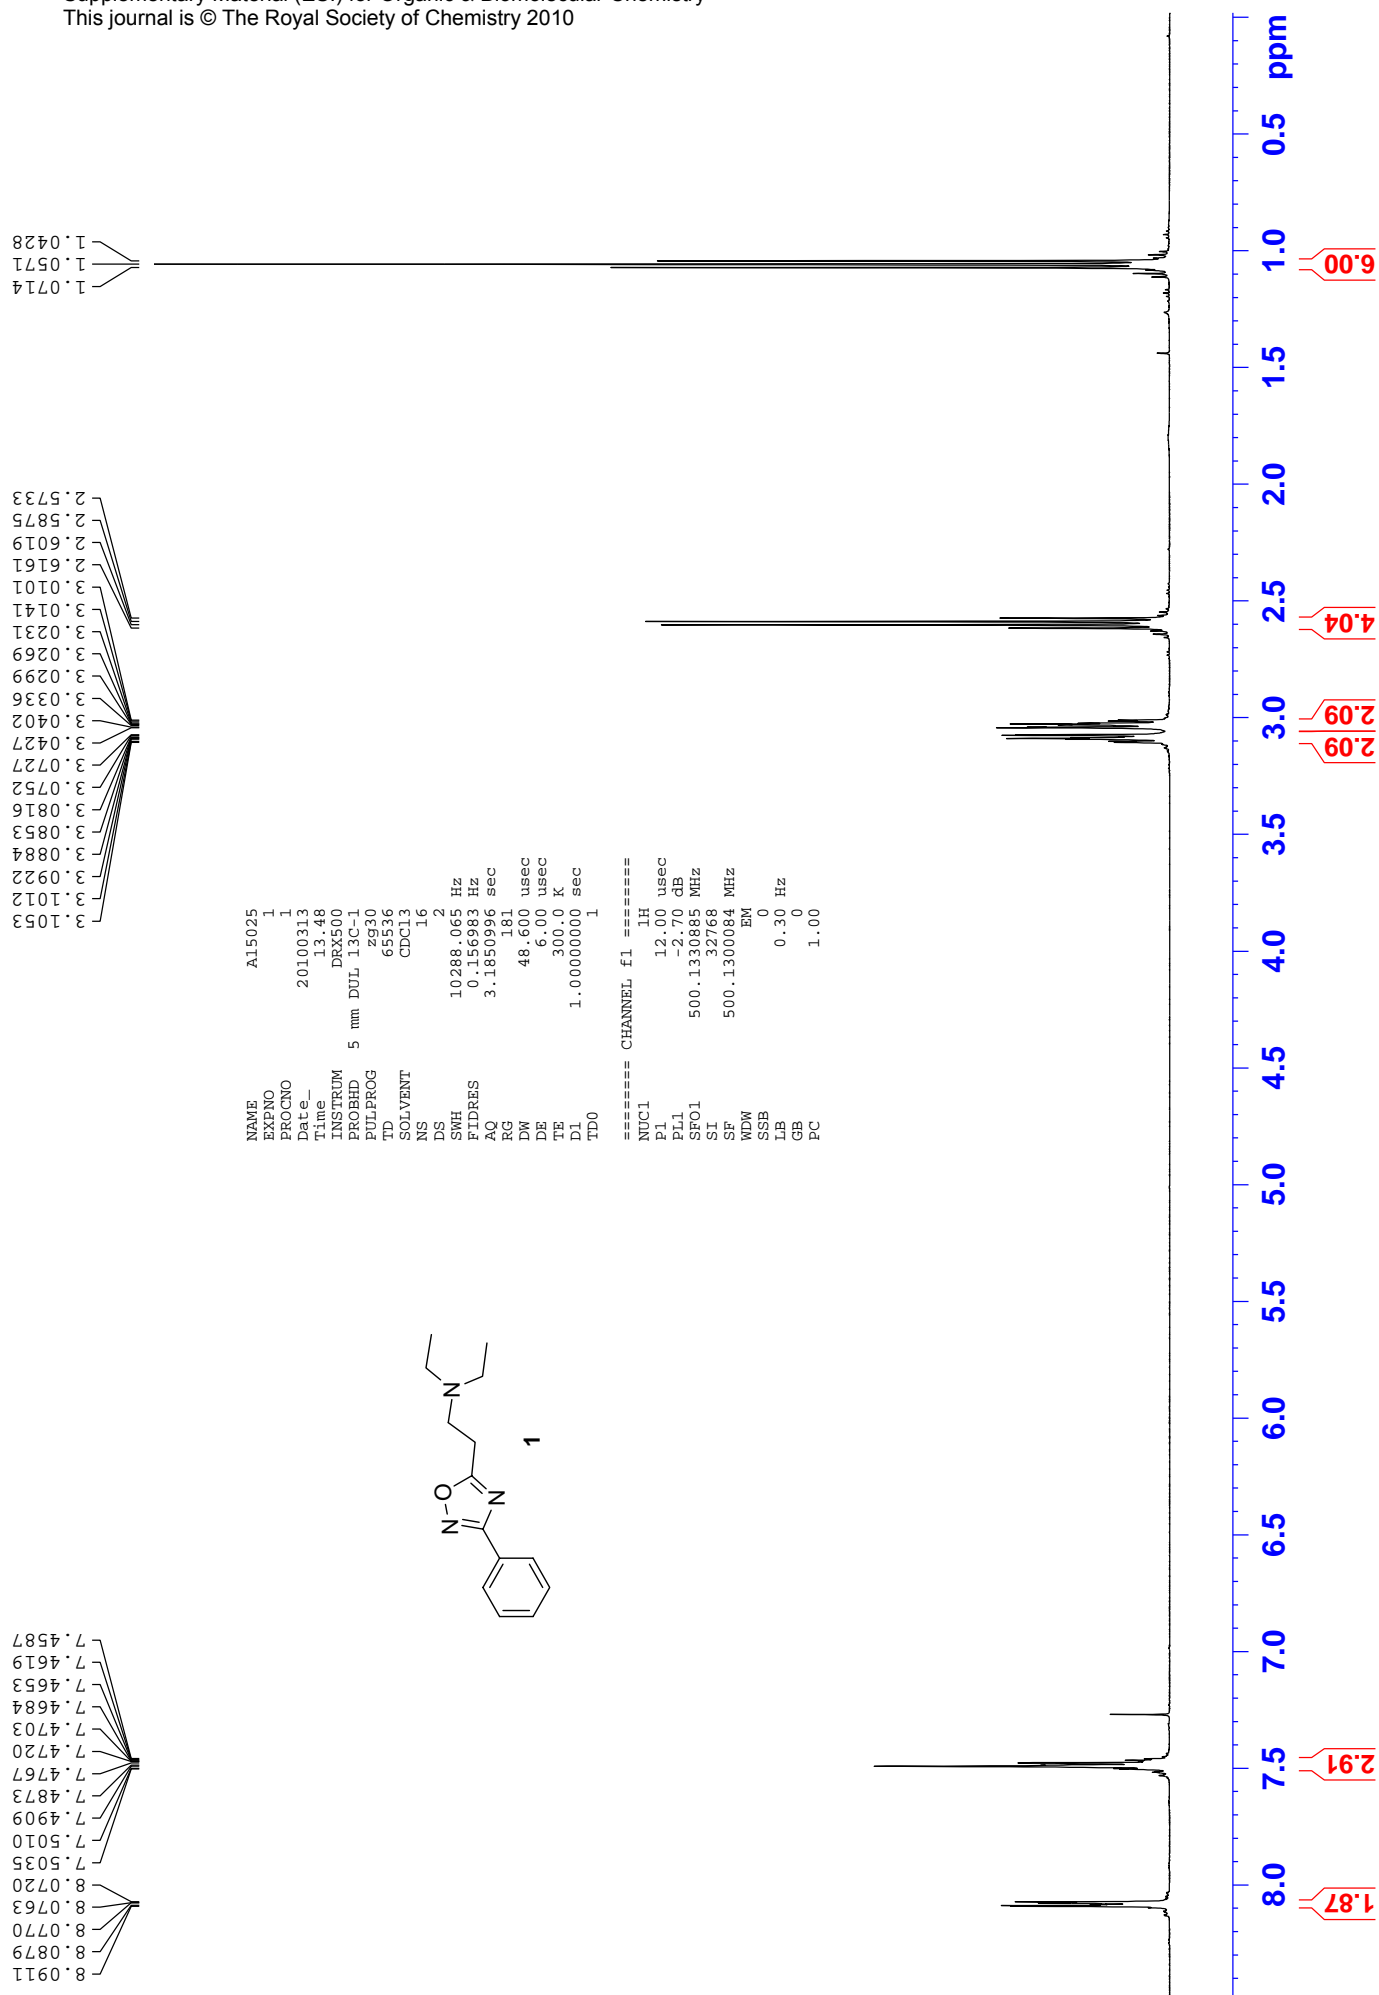 This journal is © The Royal Society of Chemistry 2010
1.0428
1.0571
1.0714
2.5733
2.5875
2.6019
2.6161
3.0101
3.0141
3.0231
3.0269
3.0299
3.0336
3.0402
3.0427
3.0727
3.0752
3.0816
3.0853
3.0884
3.0922
3.1012
3.1053
7.4587
7.4619
7.4653
7.4684
7.4703
7.4720
7.4767
7.4873
7.4909
7.5010
7.5035
8.0720
8.0763
8.0770
8.0879
8.0911
NAME A15025
EXPNO 1
PROCNO 1
Date_ 20100313
Time 13.48
INSTRUM DRX500
PROBHD 5 mm DUL 13C-1
PULPROG zg30
TD 65536
SOLVENT CDCl3
NS 16
DS 2
SWH 10288.065 Hz
FIDRES 0.156983 Hz
AQ 3.1850996 sec
RG 181
DW 48.600 usec
DE 6.00 usec
TE 300.0 K
D1 1.00000000 sec
TD0 1
======== CHANNEL f1 ========
NUC1 1H
P1 12.00 usec
PL1 -2.70 dB
SFO1 500.1330885 MHz
SI 32768
SF 500.1300084 MHz
WDW EM
SSB 0
LB 0.30 Hz
GB 0
PC 1.00
O
N
N
N
1
8.0 7.5 7.0 6.5 6.0 5.5 5.0 4.5 4.0 3.5 3.0 2.5 2.0 1.5 1.0 0.5 ppm
1.87 2.91 2.09 2.09 4.04 6.00